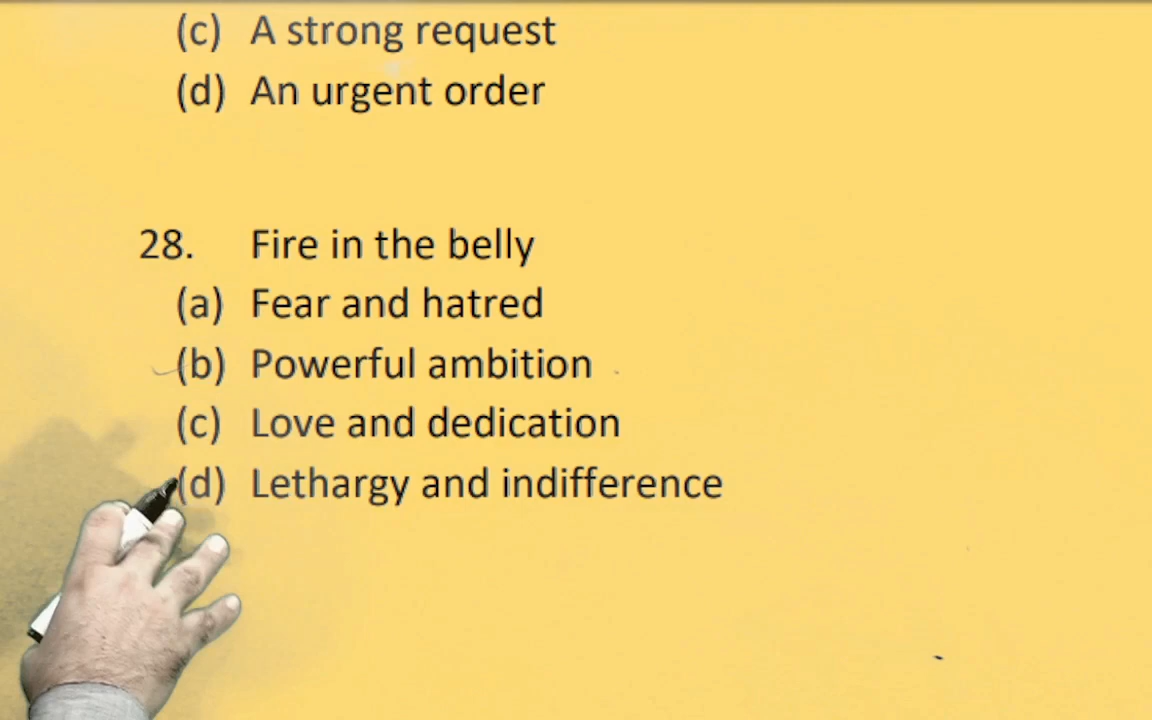 (c) A strong request
(d) An urgent order
28. Fire in the belly
(a) Fear and hatred
(b) Powerful ambition
(c) Love and dedication
(d) Lethargy and indifference